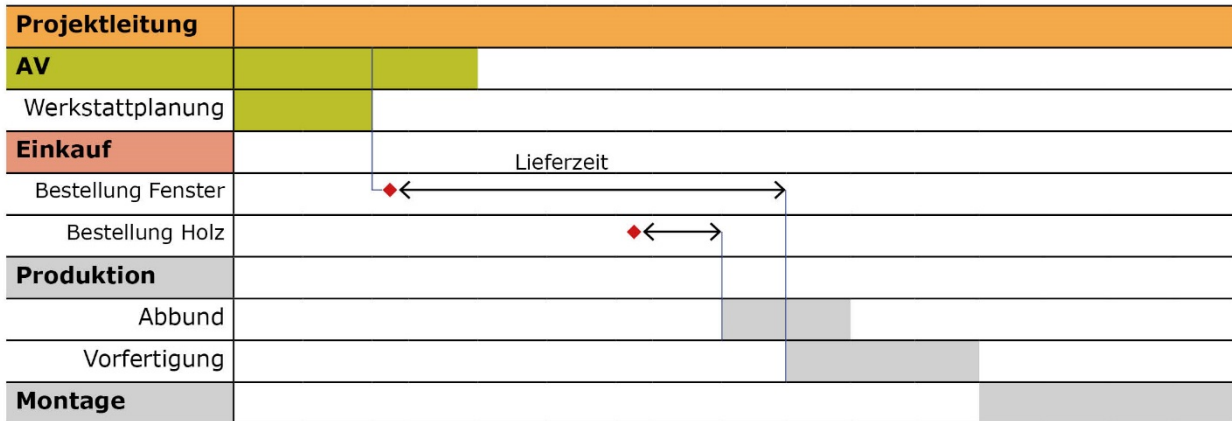 Projektleitung
AV
Werkstattplanung
Einkauf
Lieferzeit
Bestellung Fenster
Bestellung Holz
Produktion
Abbund
Vorfertigung
Montage